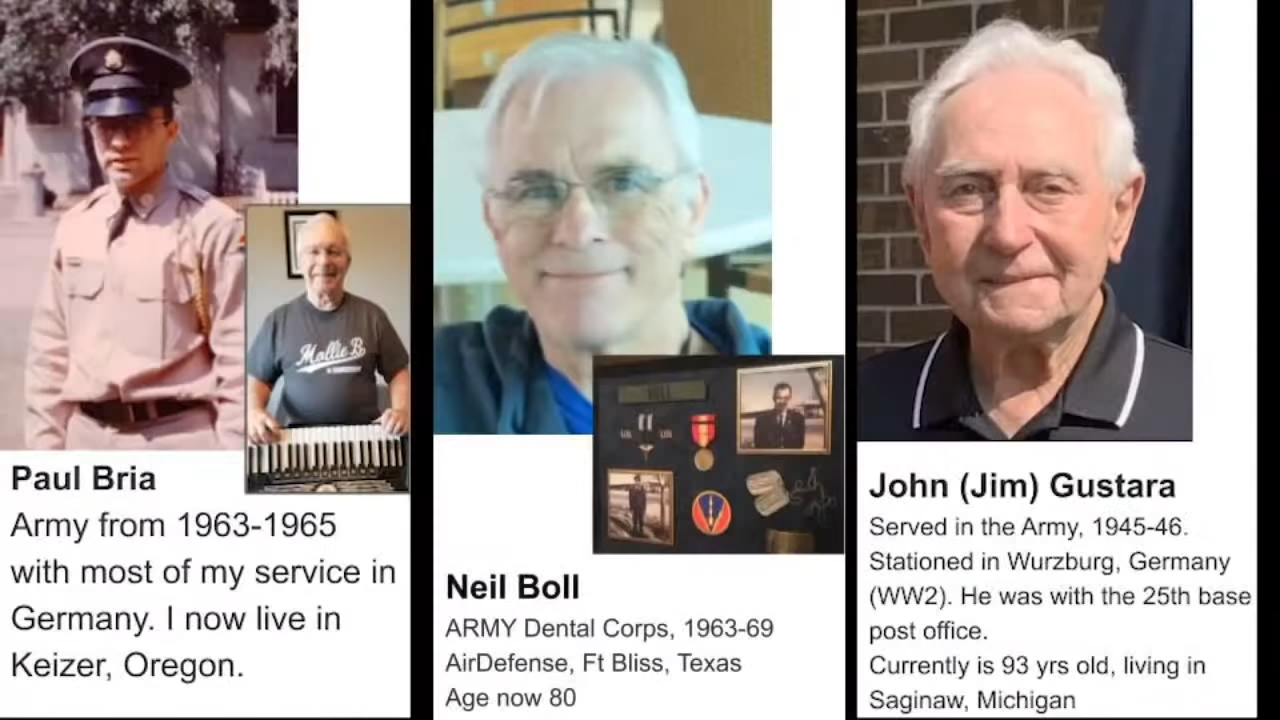 Mollie B
Paul Bria
Army from 1963-1965
with most of my service in
Germany. I now live in
Keizer, Oregon.
Neil Boll
ARMY Dental Corps, 1963-69
AirDefense, Ft Bliss, Texas
Age now 80
John (Jim) Gustara
Served in the Army, 1945-46.
Stationed in Wurzburg, Germany
(WW2). He was with the 25th base
post office.
Currently is 93 yrs old, living in
Saginaw, Michigan